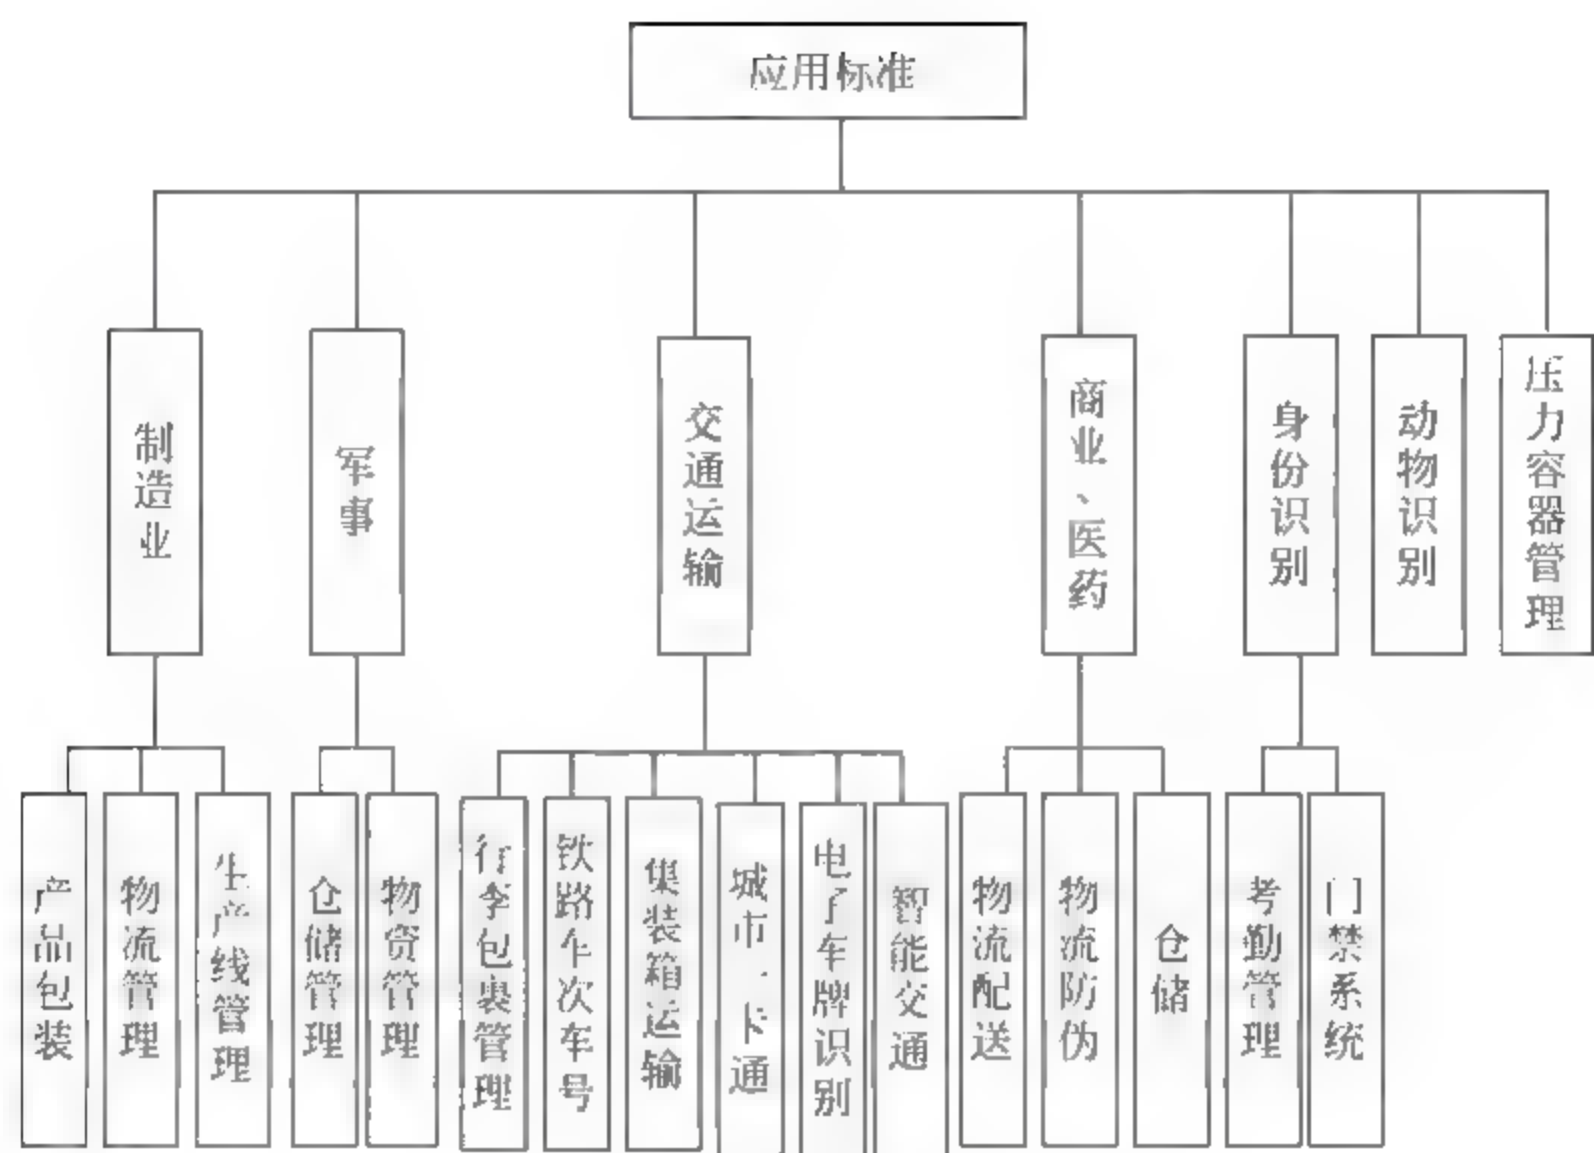 应用标准
制造业
军事
交通运输
商业、医药
身份识别
动物识别
压力容器管理
产品包装
物流管理
生产线管理
仓储管理
物资管理
行李包裹管理
铁路车次车号
集装箱运输
城市一卡通
电子车牌识别
智能交通
物流配送
物流防伪
仓储
考勤管理
门禁系统